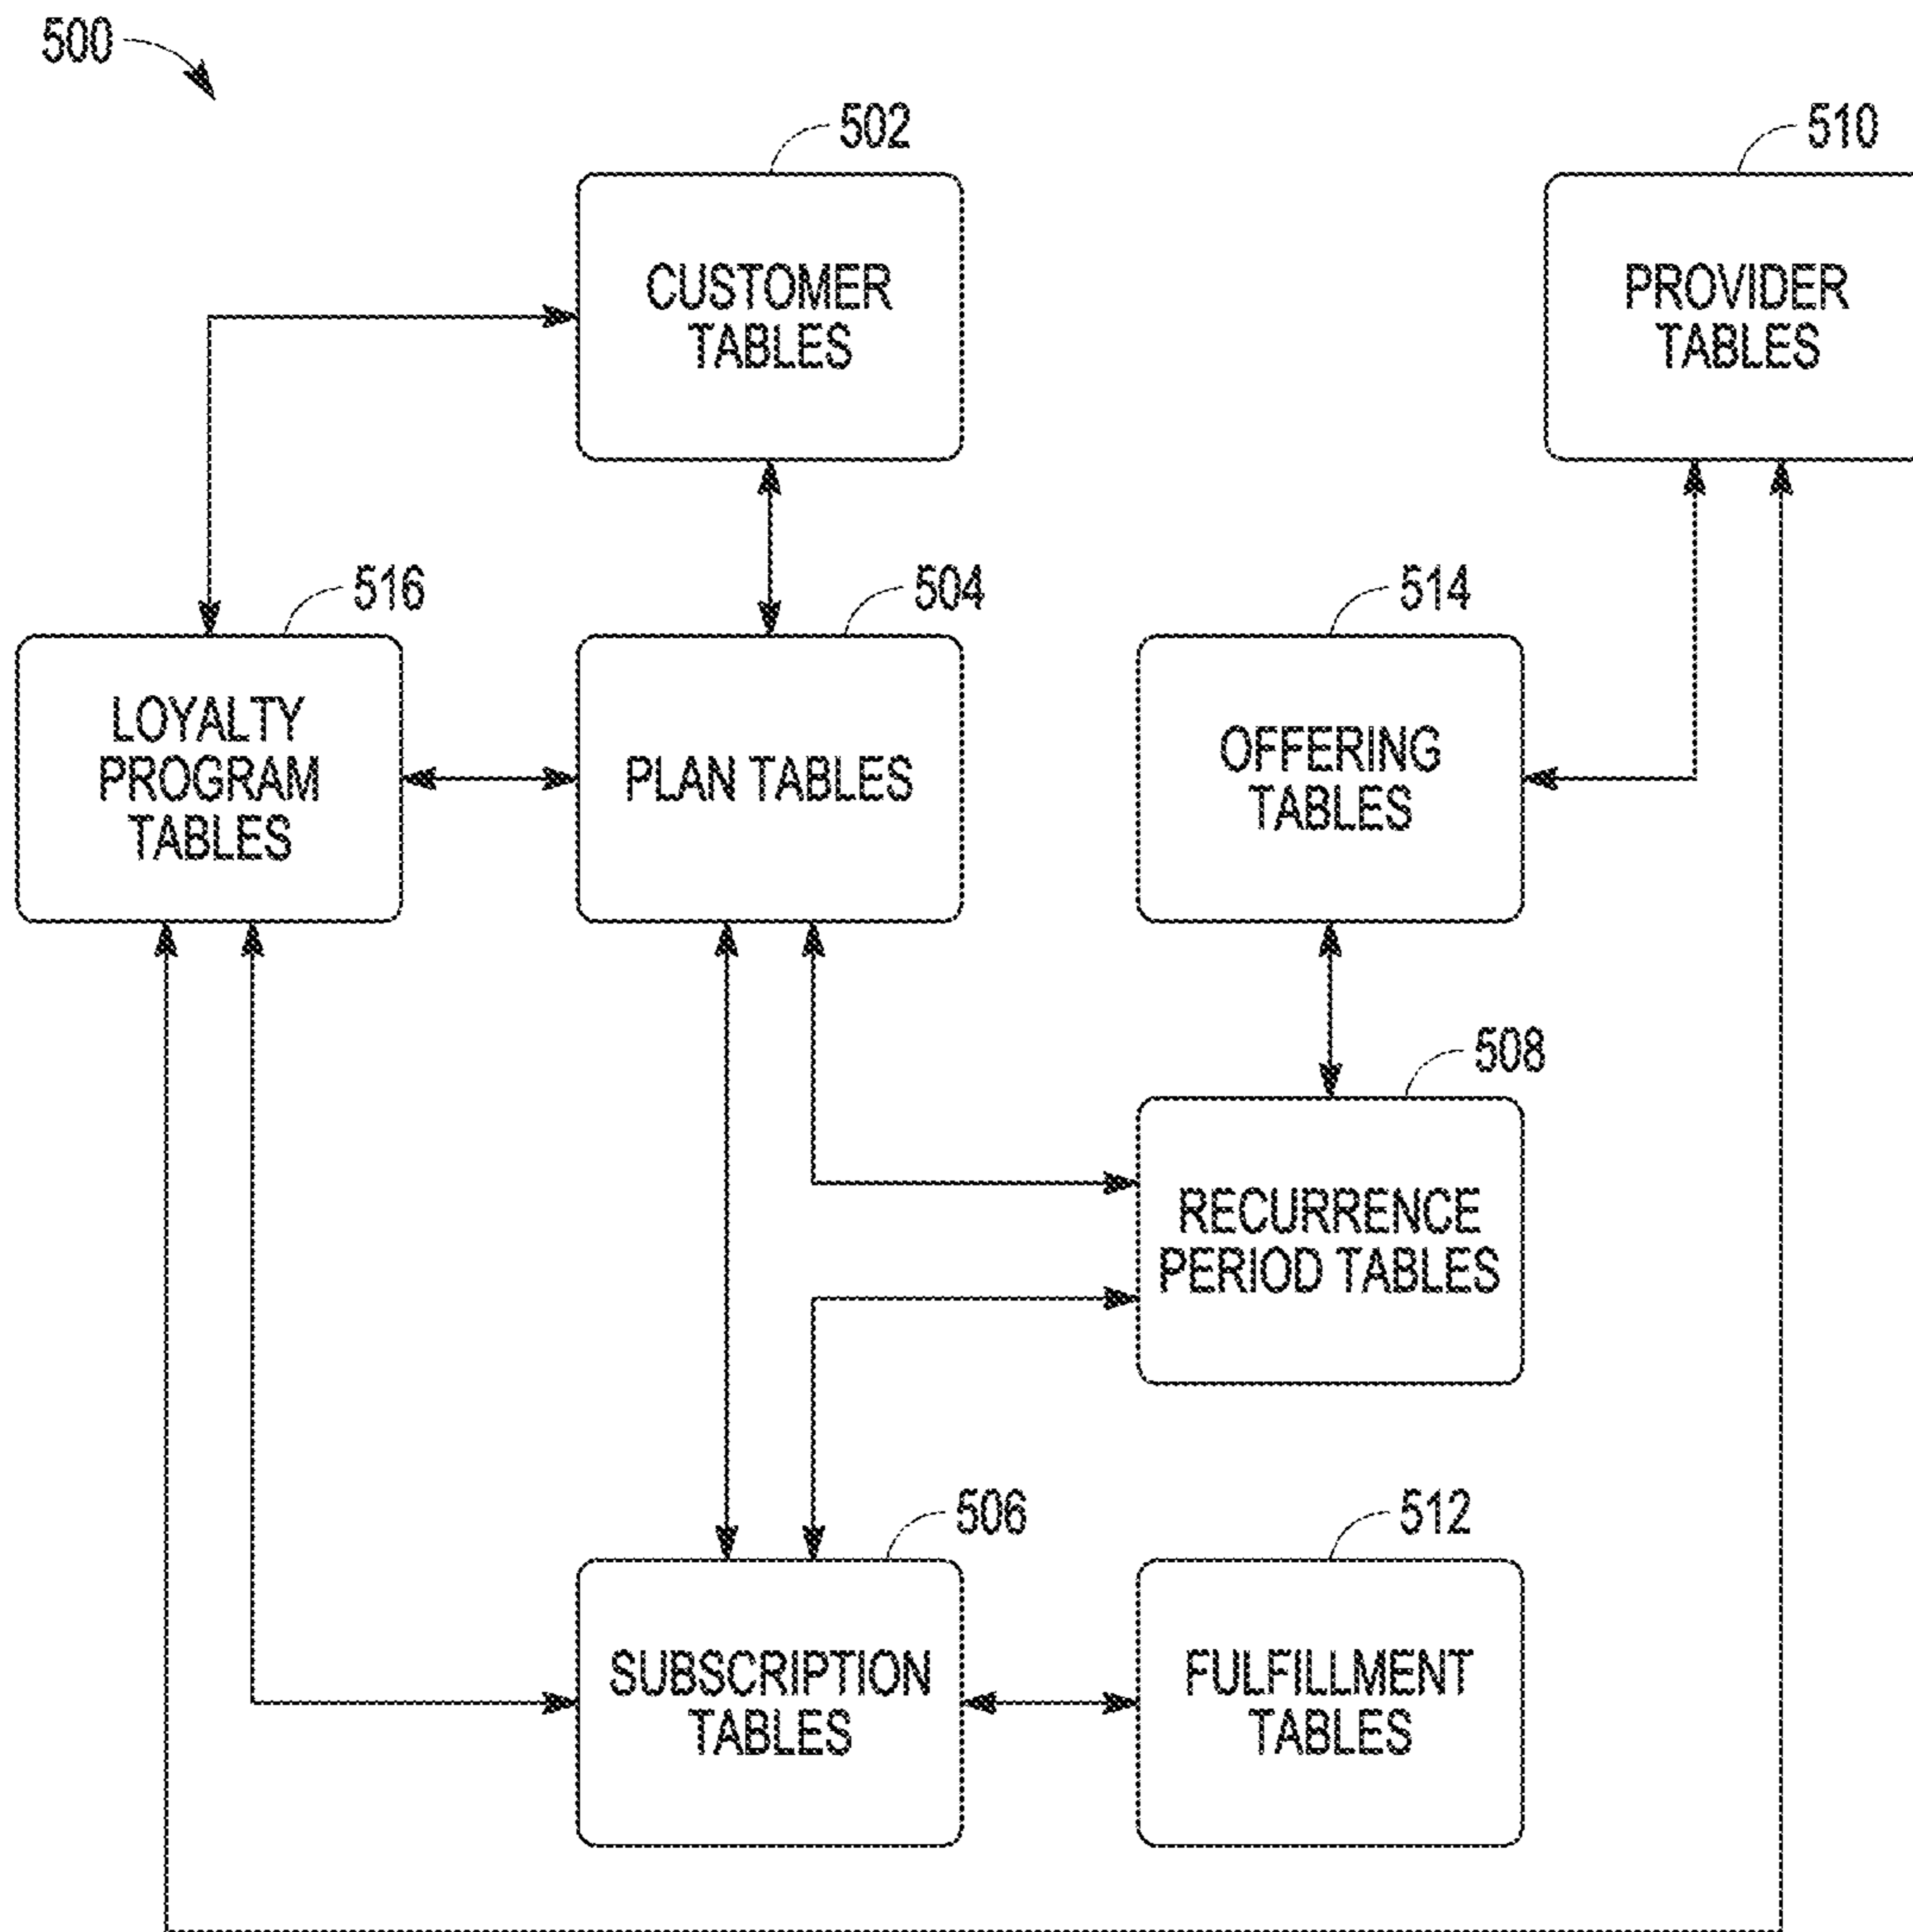 500
502
510
CUSTOMER
TABLES
PROVIDER
TABLES
516
504
514
LOYALTY
PROGRAM
TABLES
PLAN TABLES
OFFERING
TABLES
508
RECURRENCE
PERIOD TABLES
506
512
SUBSCRIPTION
TABLES
FULFILLMENT
TABLES